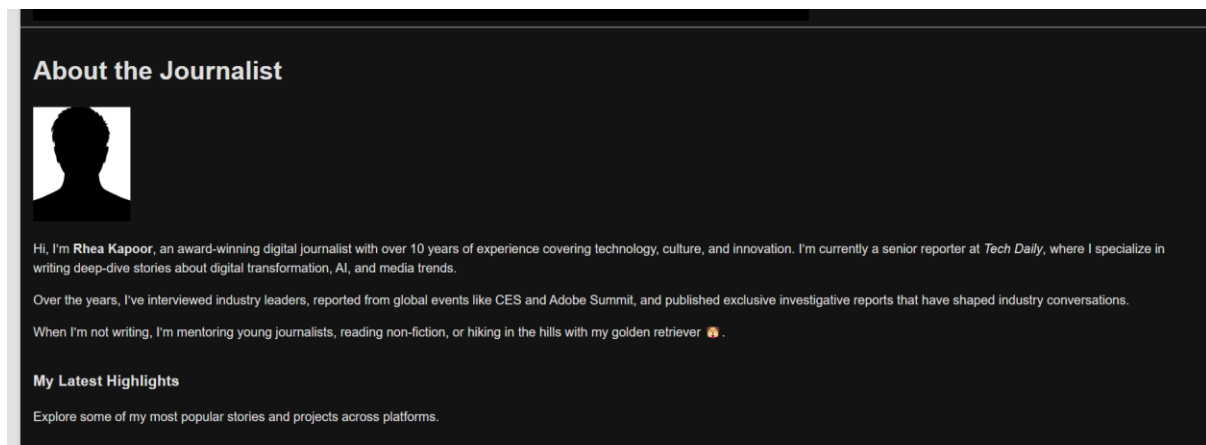 About the Journalist
Hi, I'm Rhea Kapoor, an award-winning digital journalist with over 10 years of experience covering technology, culture, and innovation. I'm currently a senior reporter at Tech Daily, where I specialize in
writing deep-dive stories about digital transformation, AI, and media trends.
Over the years, I've interviewed industry leaders, reported from global events like CES and Adobe Summit, and published exclusive investigative reports that have shaped industry conversations.
When I'm not writing, I'm mentoring young journalists, reading non-fiction, or hiking in the hills with my golden retriever 🐶.
My Latest Highlights
Explore some of my most popular stories and projects across platforms.